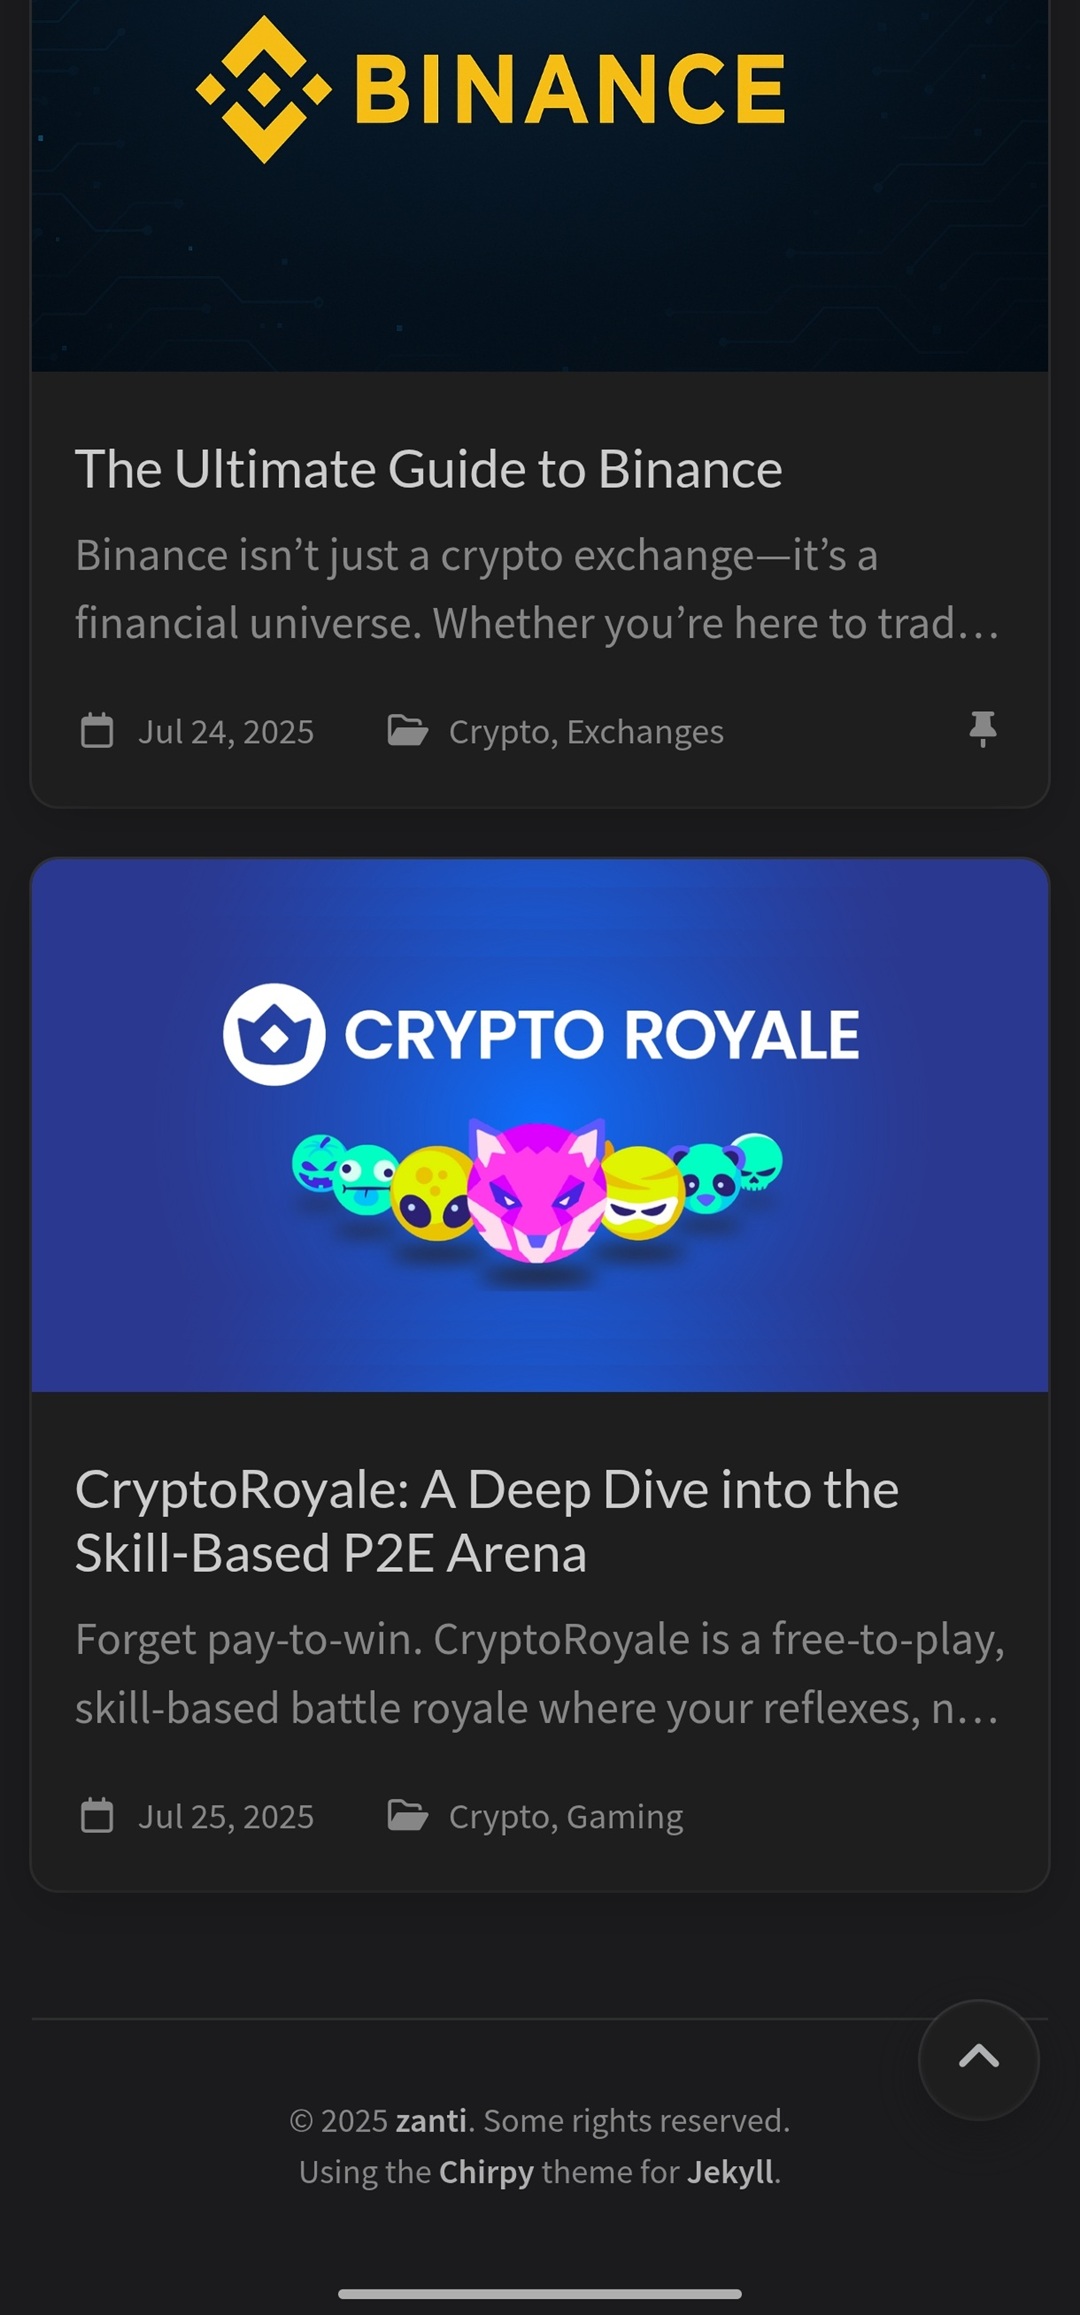 BINANCE
The Ultimate Guide to Binance
Binance isn’t just a crypto exchange—it’s a
financial universe. Whether you’re here to trad…
Jul 24, 2025
Crypto, Exchanges
CRYPTO ROYALE
CryptoRoyale: A Deep Dive into the
Skill-Based P2E Arena
Forget pay-to-win. CryptoRoyale is a free-to-play,
skill-based battle royale where your reflexes, n…
Jul 25, 2025
Crypto, Gaming
© 2025 zanti. Some rights reserved.
Using the Chirpy theme for Jekyll.